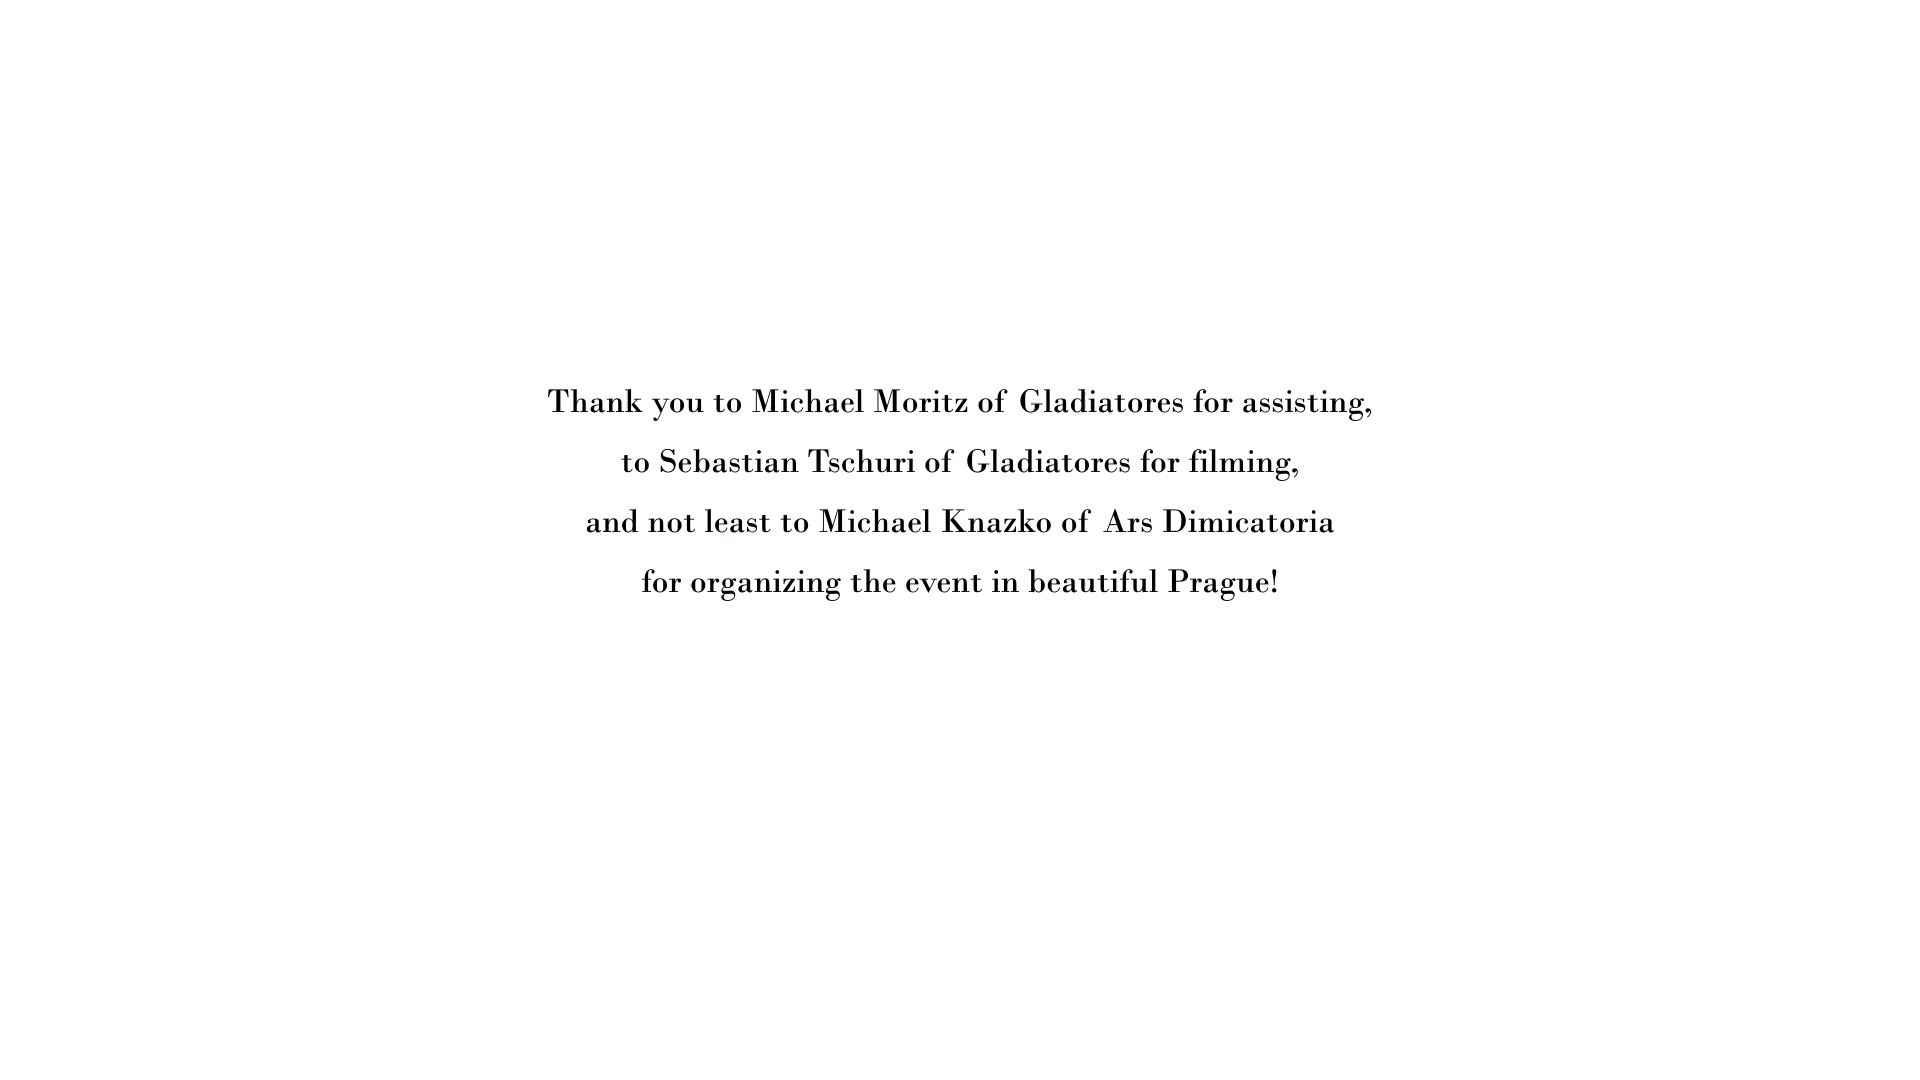 Thank you to Michael Moritz of Gladiatores for assisting,
to Sebastian Tschuri of Gladiatores for filming,
and not least to Michael Knazko of Ars Dimicatoria
for organizing the event in beautiful Prague!